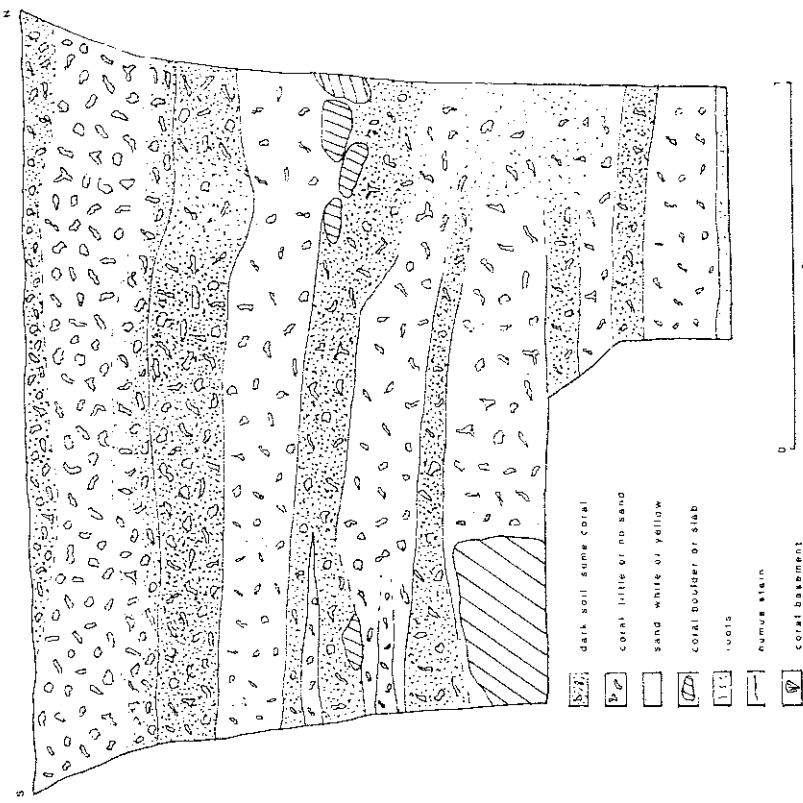 S
N
dark soil some coral
coral little or no sand
sand white or yellow
coral boulder or slab
roots
humus stain
coral basement
0